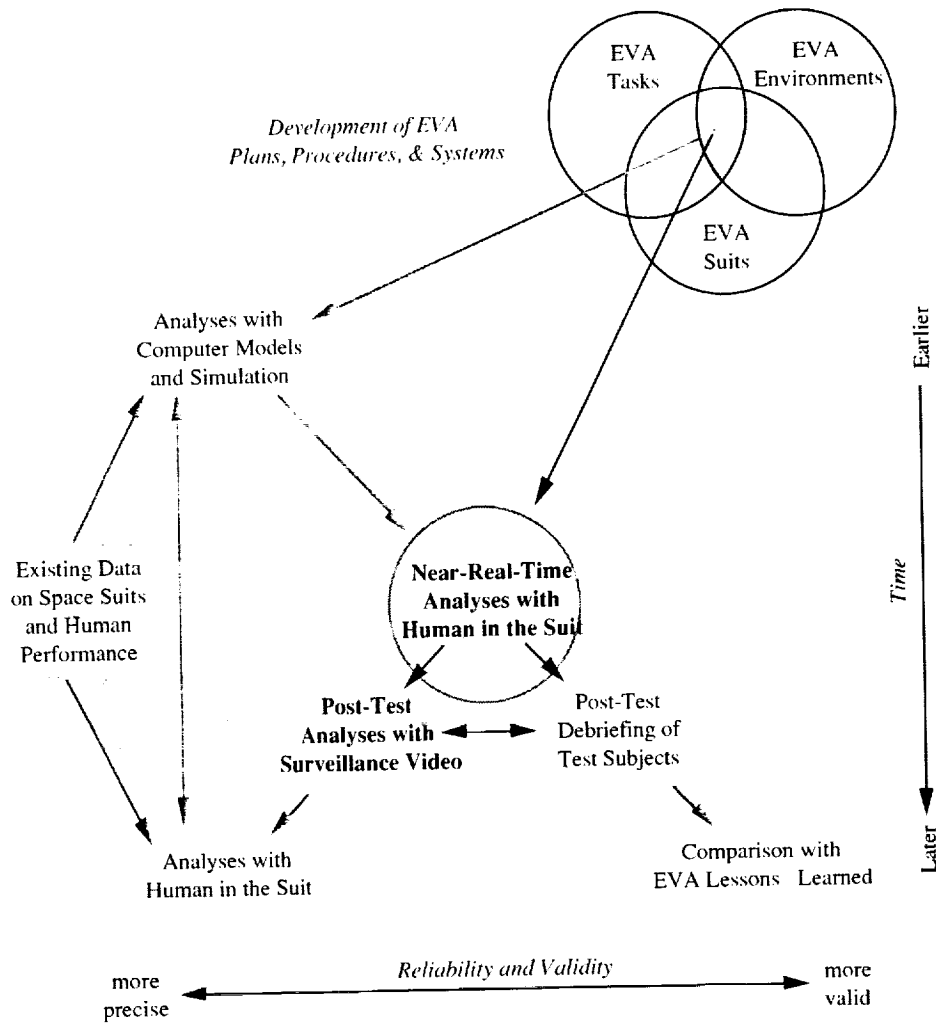 EVA
Tasks
EVA
Environments
Development of EVA
Plans, Procedures, & Systems
EVA
Suits
Analyses with
Computer Models
and Simulation
Earlier
Existing Data
on Space Suits
and Human
Performance
Near-Real-Time
Analyses with
Human in the Suit
Time
Post-Test
Analyses with
Surveillance Video
Post-Test
Debriefing of
Test Subjects
Analyses with
Human in the Suit
Comparison with
EVA Lessons Learned
Later
Reliability and Validity
more
precise
more
valid